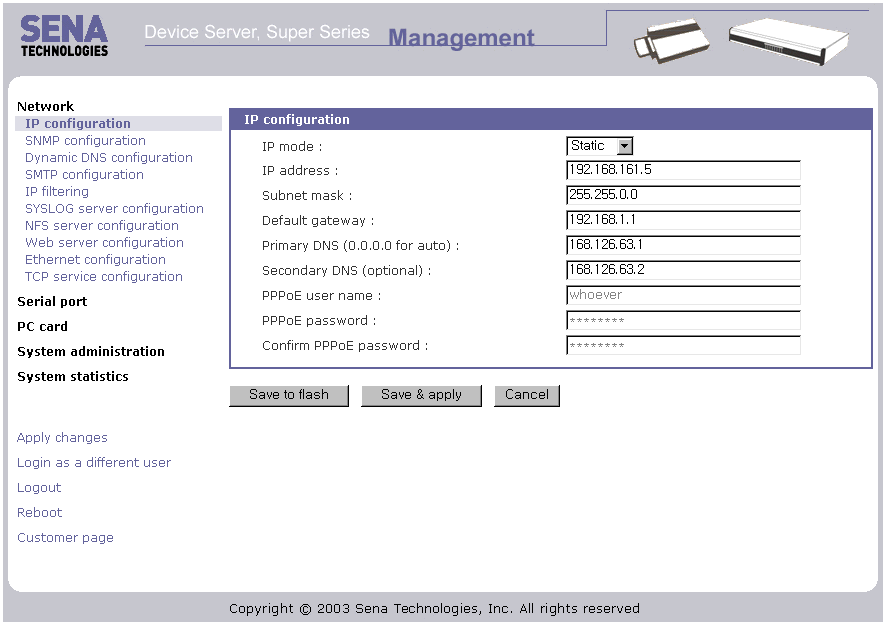 SENA
TECHNOLOGIES
Device Server, Super Series Management
Network
IP configuration
SNMP configuration
Dynamic DNS configuration
SMTP configuration
IP filtering
SYSLOG server configuration
NFS server configuration
Web server configuration
Ethernet configuration
TCP service configuration
Serial port
PC card
System administration
System statistics
Apply changes
Login as a different user
Logout
Reboot
Customer page
IP configuration
IP mode : Static
IP address : 192.168.161.5
Subnet mask : 255.255.0.0
Default gateway : 192.168.1.1
Primary DNS (0.0.0.0 for auto) : 168.126.63.1
Secondary DNS (optional) : 168.126.63.2
PPPoE user name : whoever
PPPoE password : ********
Confirm PPPoE password : ********
Save to flash Save & apply Cancel
Copyright © 2003 Sena Technologies, Inc. All rights reserved